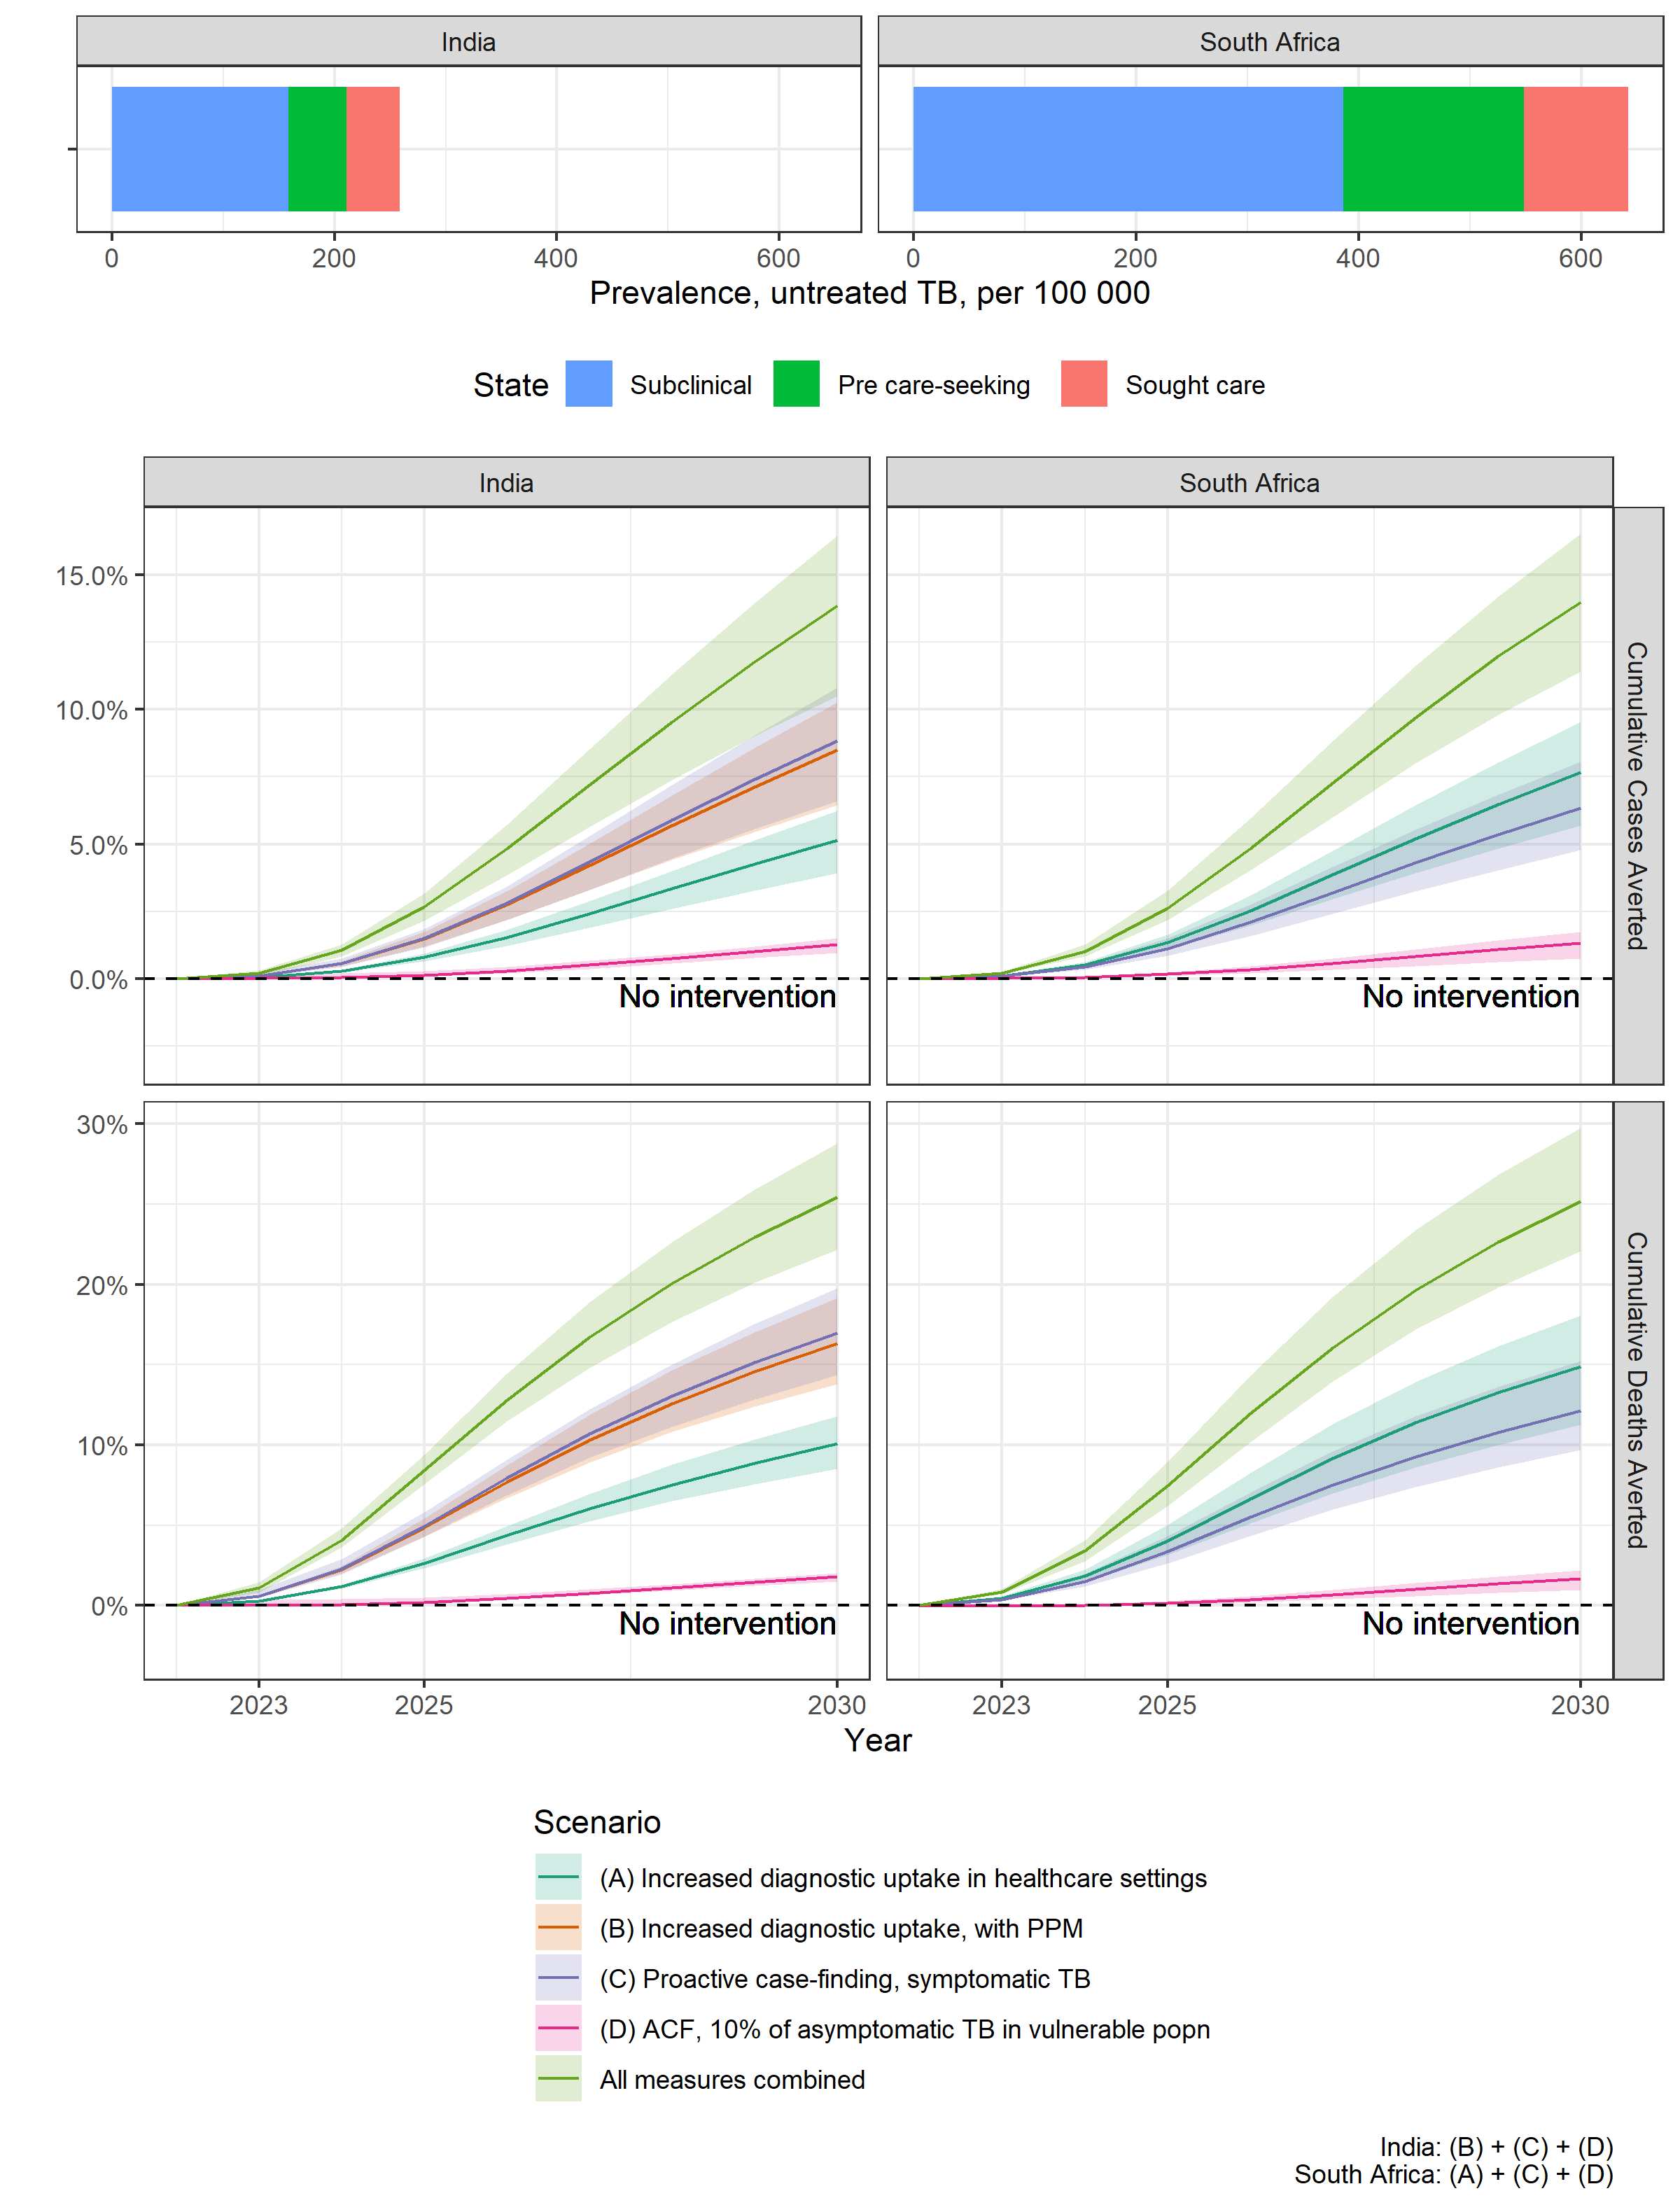 India
South Africa
0
200
400
600
0
200
400
600
Prevalence, untreated TB, per 100 000
State
Subclinical
Pre care-seeking
Sought care
India
South Africa
15.0%
10.0%
5.0%
0.0%
No intervention
No intervention
Cumulative Cases Averted
30%
20%
10%
0%
No intervention
No intervention
Cumulative Deaths Averted
2023
2025
2030
2023
2025
2030
Year
Scenario
(A) Increased diagnostic uptake in healthcare settings
(B) Increased diagnostic uptake, with PPM
(C) Proactive case-finding, symptomatic TB
(D) ACF, 10% of asymptomatic TB in vulnerable popn
All measures combined
India: (B) + (C) + (D)
South Africa: (A) + (C) + (D)